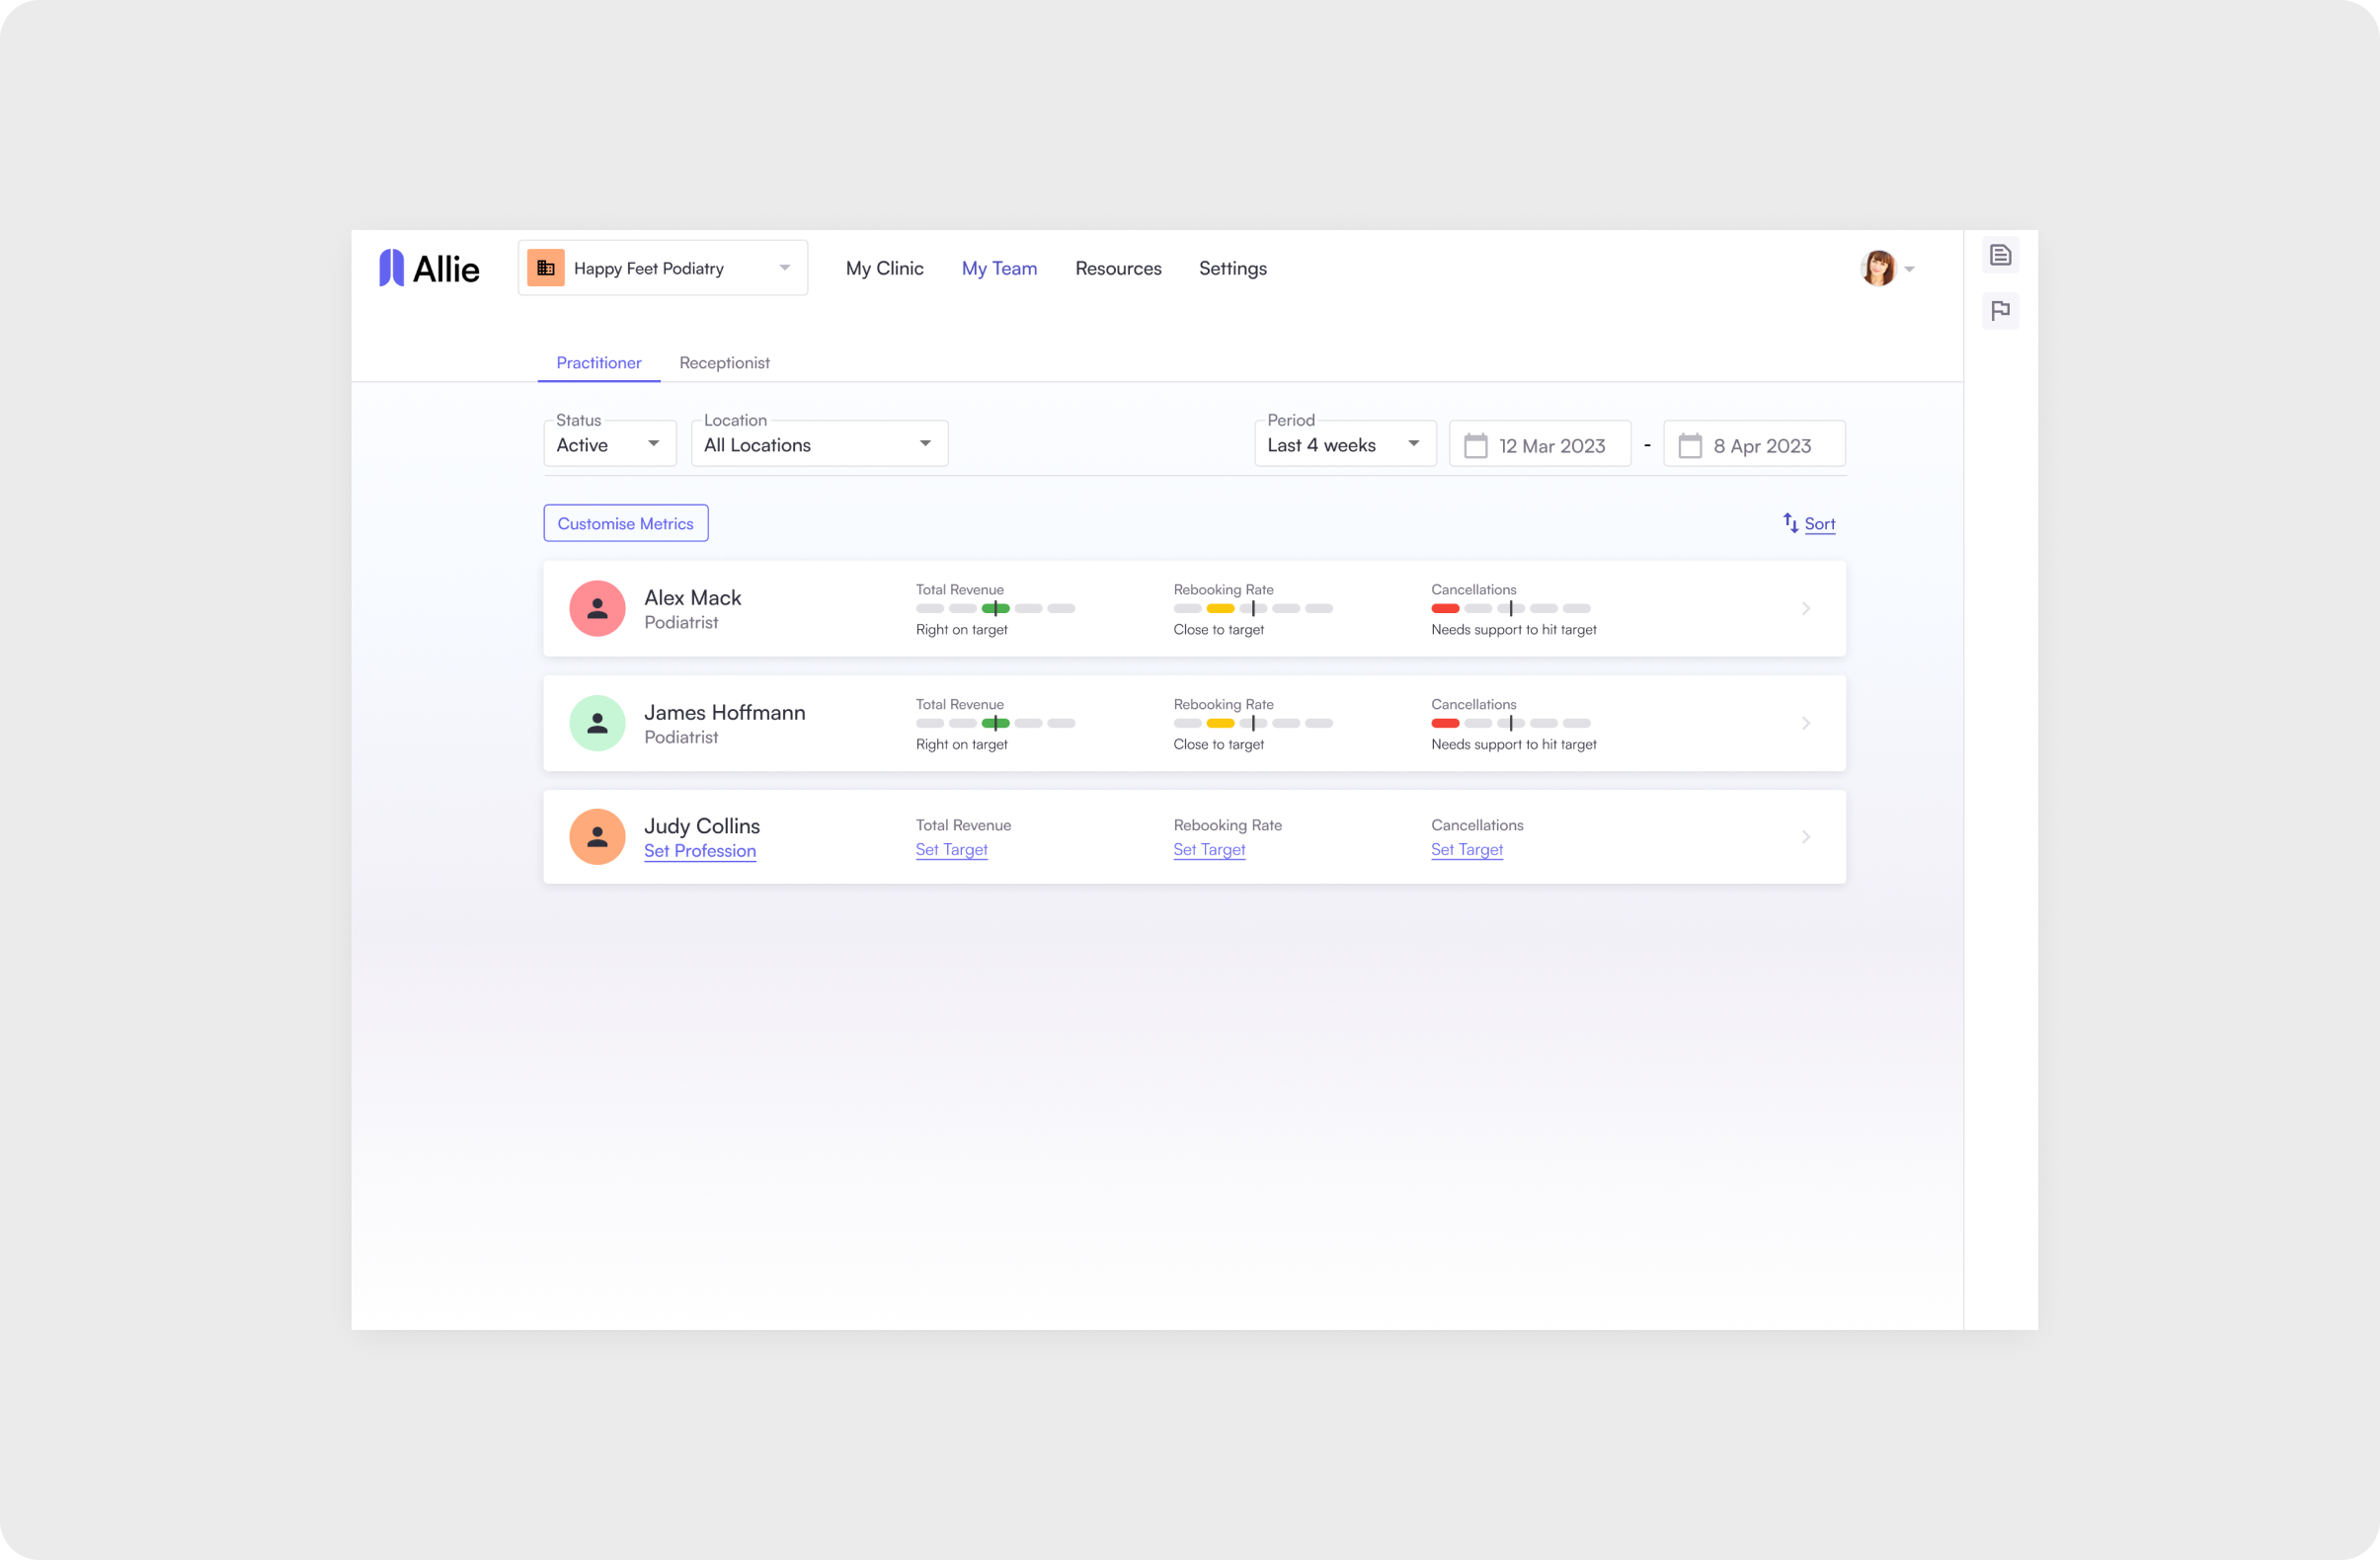 Allie
Happy Feet Podiatry
My Clinic
My Team
Resources
Settings
Practitioner
Receptionist
Status
Active
Location
All Locations
Period
Last 4 weeks
12 Mar 2023
-
8 Apr 2023
Customise Metrics
Sort
Alex Mack
Podiatrist
Total Revenue
Right on target
Rebooking Rate
Close to target
Cancellations
Needs support to hit target
James Hoffmann
Podiatrist
Total Revenue
Right on target
Rebooking Rate
Close to target
Cancellations
Needs support to hit target
Judy Collins
Set Profession
Total Revenue
Set Target
Rebooking Rate
Set Target
Cancellations
Set Target